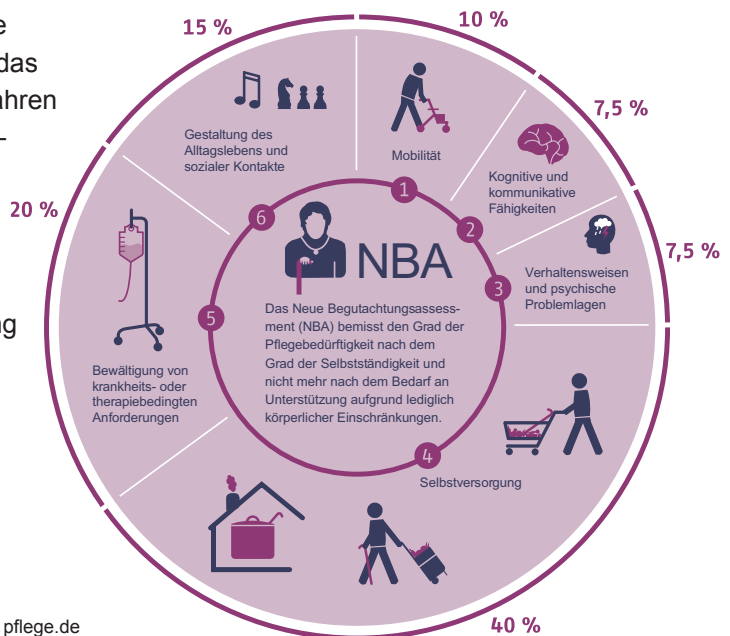 e
das
ahren
-
ng
15 %
10 %
7,5 %
7,5 %
20 %
40 %
1
Mobilität
2
Kognitive und
kommunikative
Fähigkeiten
3
Verhaltensweisen
und psychische
Problemlagen
4
Selbstversorgung
5
Bewältigung von
krankheits- oder
therapiebedingten
Anforderungen
6
Gestaltung des
Alltagslebens und
sozialer Kontakte
NBA
Das Neue Begutachtungsassess-
ment (NBA) bemisst den Grad der
Pflegebedürftigkeit nach dem
Grad der Selbstständigkeit und
nicht mehr nach dem Bedarf an
Unterstützung aufgrund lediglich
körperlicher Einschränkungen.
pflege.de